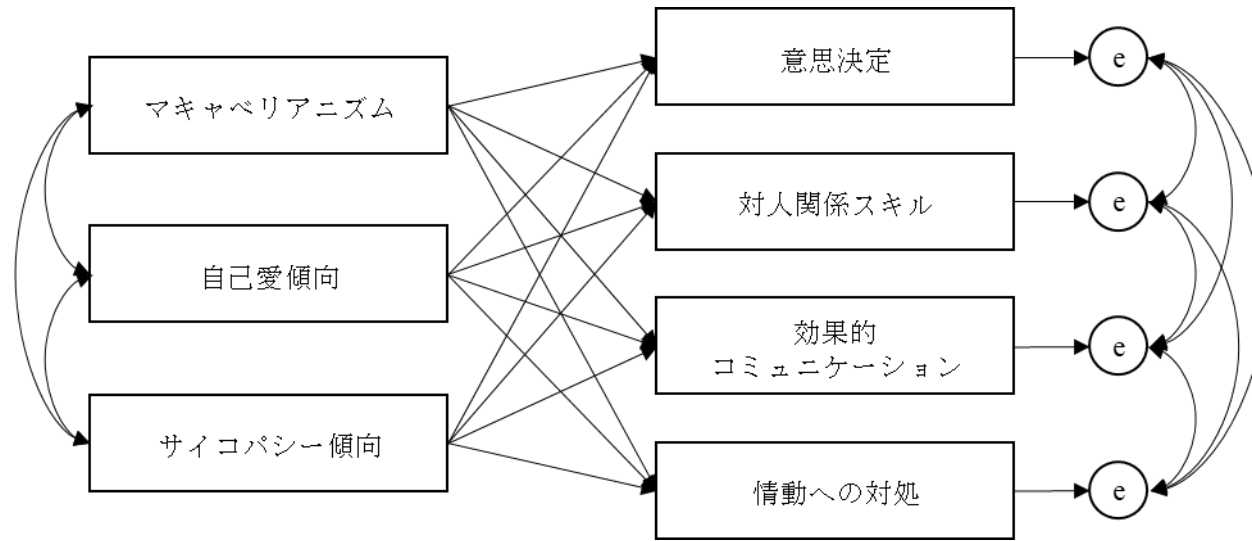 マキャベリアニズム
自己愛傾向
サイコパシー傾向
意思決定
対人関係スキル
効果的
コミュニケーション
情動への対処
e
e
e
e